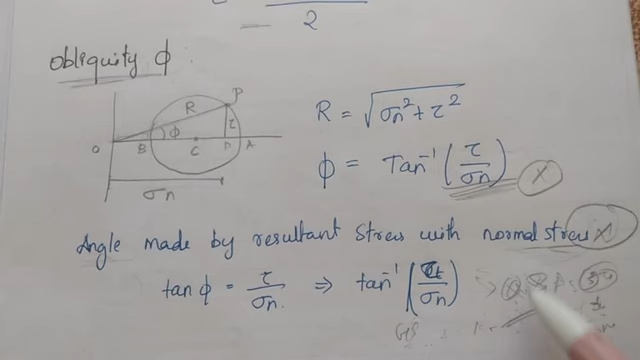 2
Obliquity ϕ :
R P
ϕ τ
O B C D A
σn
R = √σn² + τ²
ϕ = Tan⁻¹ (τ/σn) X
Angle made by resultant stress with normal stress
tan ϕ = τ/σn. ⇒ tan⁻¹ (τ/σn)